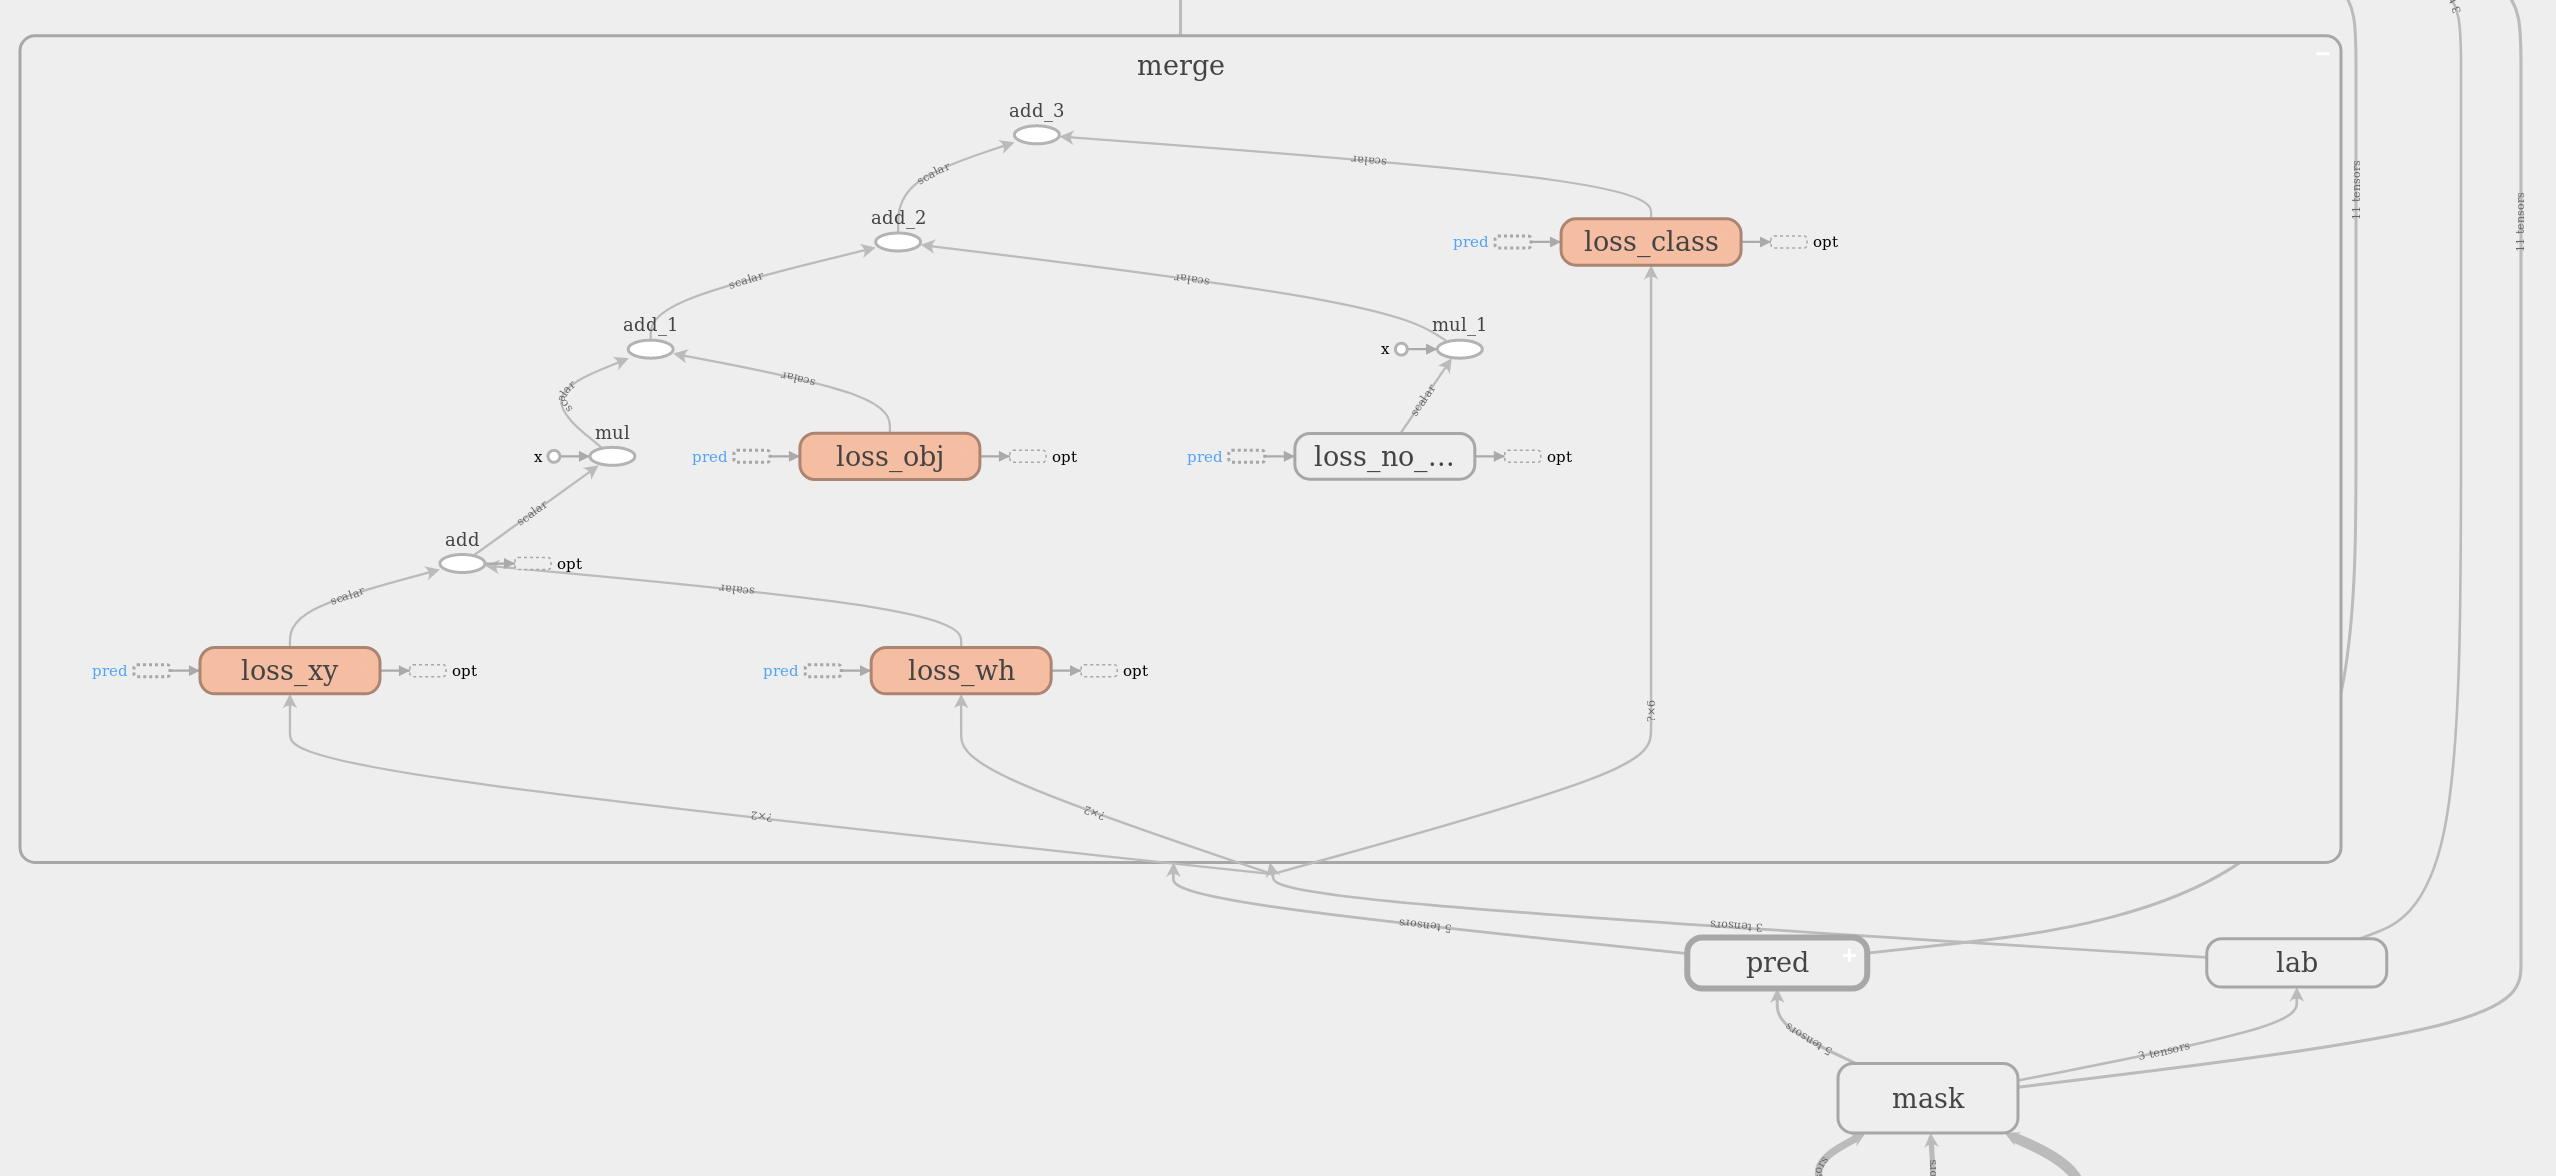 merge
add_3
scalar
scalar
add_2
pred
loss_class
opt
scalar
scalar
add_1
mul_1
x
scalar
scalar
scalar
mul
x
pred
loss_obj
opt
pred
loss_no_...
opt
scalar
add
opt
scalar
scalar
pred
loss_xy
opt
pred
loss_wh
opt
?×2
?×2
?×9
11 tensors
11 tensors
5 tensors
3 tensors
pred
lab
5 tensors
3 tensors
mask